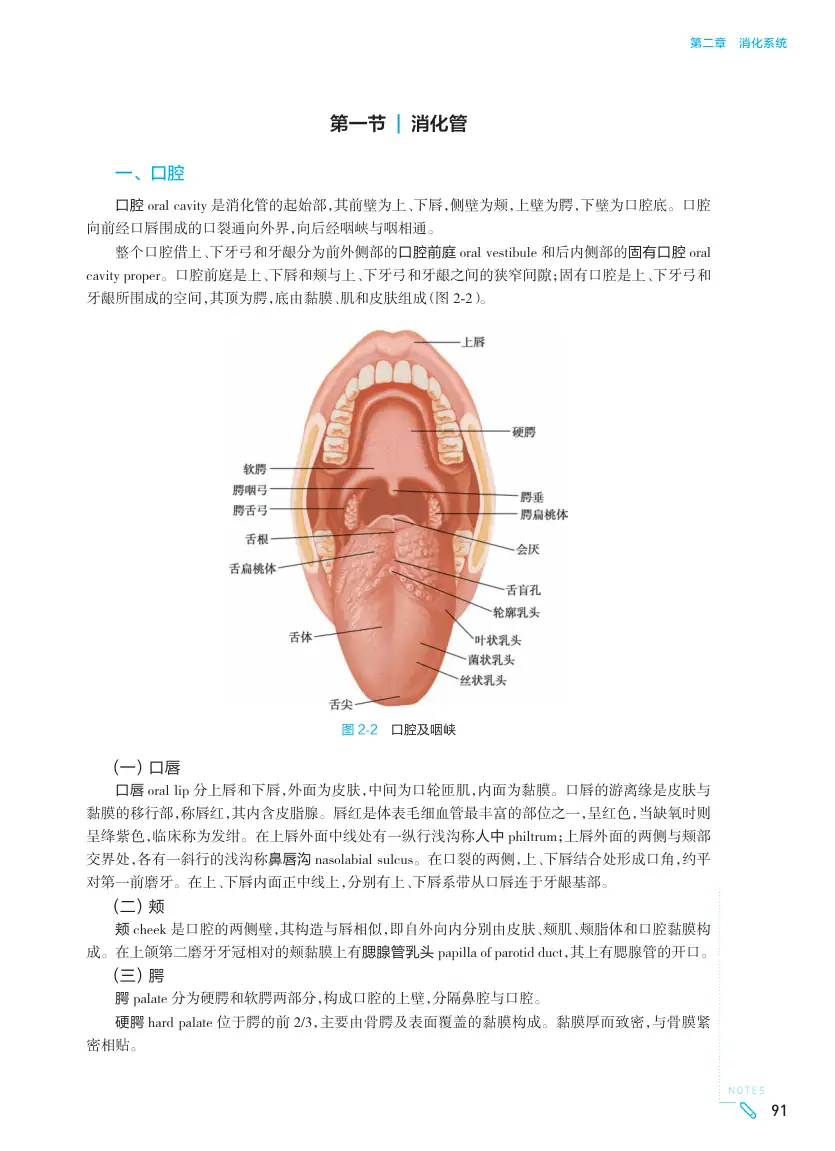 第二章 消化系统
第一节 | 消化管
一、口腔
口腔 oral cavity 是消化管的起始部，其前壁为上、下唇，侧壁为颊，上壁为腭，下壁为口腔底。口腔
向前经口唇围成的口裂通向外界，向后经咽峡与咽相通。
整个口腔借上、下牙弓和牙龈分为前外侧部的口腔前庭 oral vestibule 和后内侧部的固有口腔 oral
cavity proper。口腔前庭是上、下唇和颊与上、下牙弓和牙龈之间的狭窄间隙；固有口腔是上、下牙弓和
牙龈所围成的空间，其顶为腭，底由黏膜、肌和皮肤组成（图 2-2）。
上唇
硬腭
软腭
腭咽弓
腭垂
腭舌弓
腭扁桃体
舌根
会厌
舌扁桃体
舌盲孔
轮廓乳头
舌体
叶状乳头
菌状乳头
丝状乳头
舌尖
图 2-2 口腔及咽峡
（一）口唇
口唇 oral lip 分上唇和下唇，外面为皮肤，中间为口轮匝肌，内面为黏膜。口唇的游离缘是皮肤与
黏膜的移行部，称唇红，其内含皮脂腺。唇红是体表毛细血管最丰富的部位之一，呈红色，当缺氧时则
呈绛紫色，临床称为发绀。在上唇外面中线处有一纵行浅沟称人中 philtrum；上唇外面的两侧与颊部
交界处，各有一斜行的浅沟称鼻唇沟 nasolabial sulcus。在口裂的两侧，上、下唇结合处形成口角，约平
对第一前磨牙。在上、下唇内面正中线上，分别有上、下唇系带从口唇连于牙龈基部。
（二）颊
颊 cheek 是口腔的两侧壁，其构造与唇相似，即自外向内分别由皮肤、颊肌、颊脂体和口腔黏膜构
成。在上颌第二磨牙牙冠相对的颊黏膜上有腮腺管乳头 papilla of parotid duct，其上有腮腺管的开口。
（三）腭
腭 palate 分为硬腭和软腭两部分，构成口腔的上壁，分隔鼻腔与口腔。
硬腭 hard palate 位于腭的前 2/3，主要由骨腭及表面覆盖的黏膜构成。黏膜厚而致密，与骨膜紧
密相贴。
NOTES
91